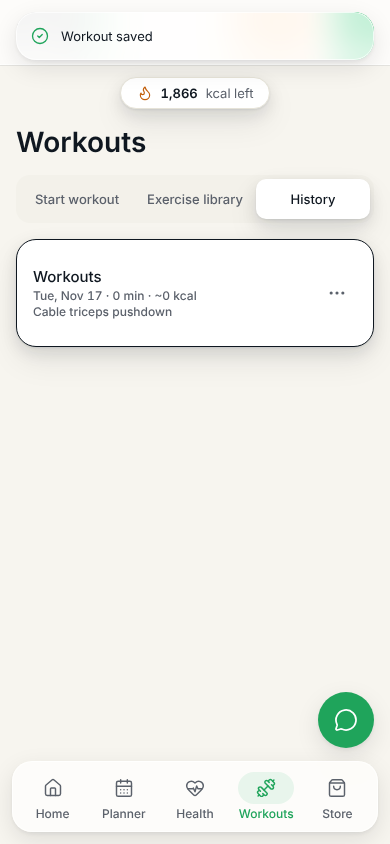 Workout saved
1,866 kcal left
Workouts
Start workout
Exercise library
History
Workouts
Tue, Nov 17 · 0 min · ~0 kcal
Cable triceps pushdown
Home
Planner
Health
Workouts
Store